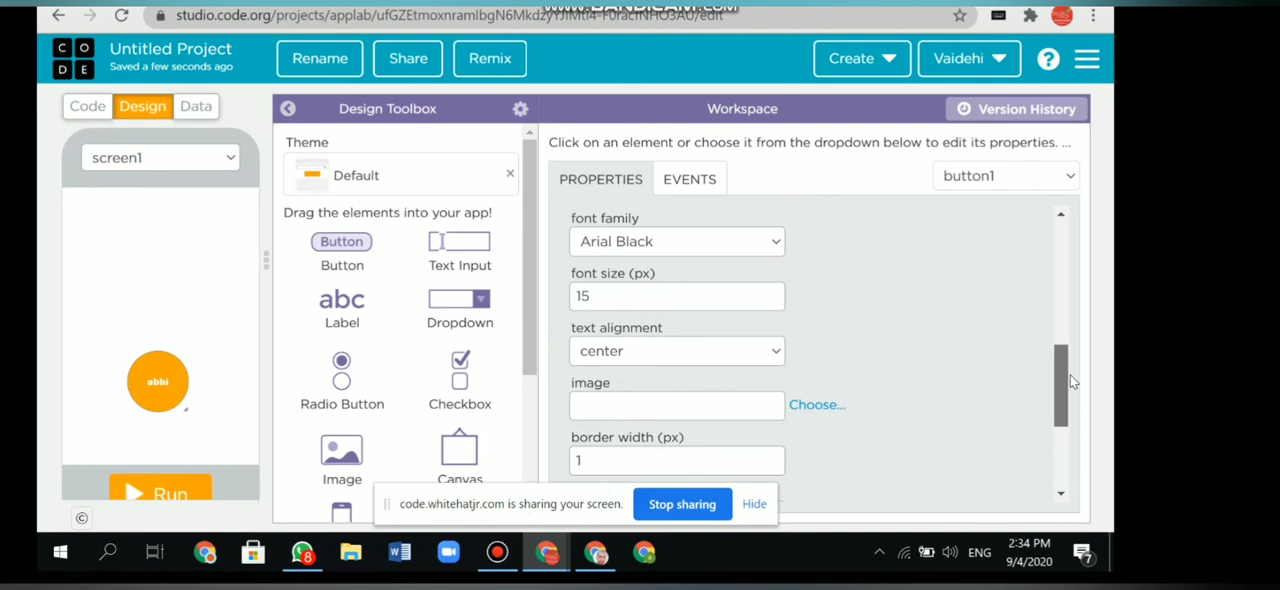 WWW.BANDICAM.COM
studio.code.org/projects/applab/
Untitled Project
Saved a few seconds ago
C O
D E
Rename
Share
Remix
Create
Vaidehi
?
Code
Design
Data
Design Toolbox
Workspace
Version History
screen1
Theme
Default
Drag the elements into your app!
Button
Button
Text Input
abc
Label
Dropdown
Radio Button
Checkbox
Image
Canvas
abhi
Run
©
Click on an element or choose it from the dropdown below to edit its properties. ...
PROPERTIES
EVENTS
button1
font family
Arial Black
font size (px)
15
text alignment
center
image
Choose...
border width (px)
1
code.whitehatjr.com is sharing your screen.
Stop sharing
Hide
8
ENG
2:34 PM
9/4/2020
7